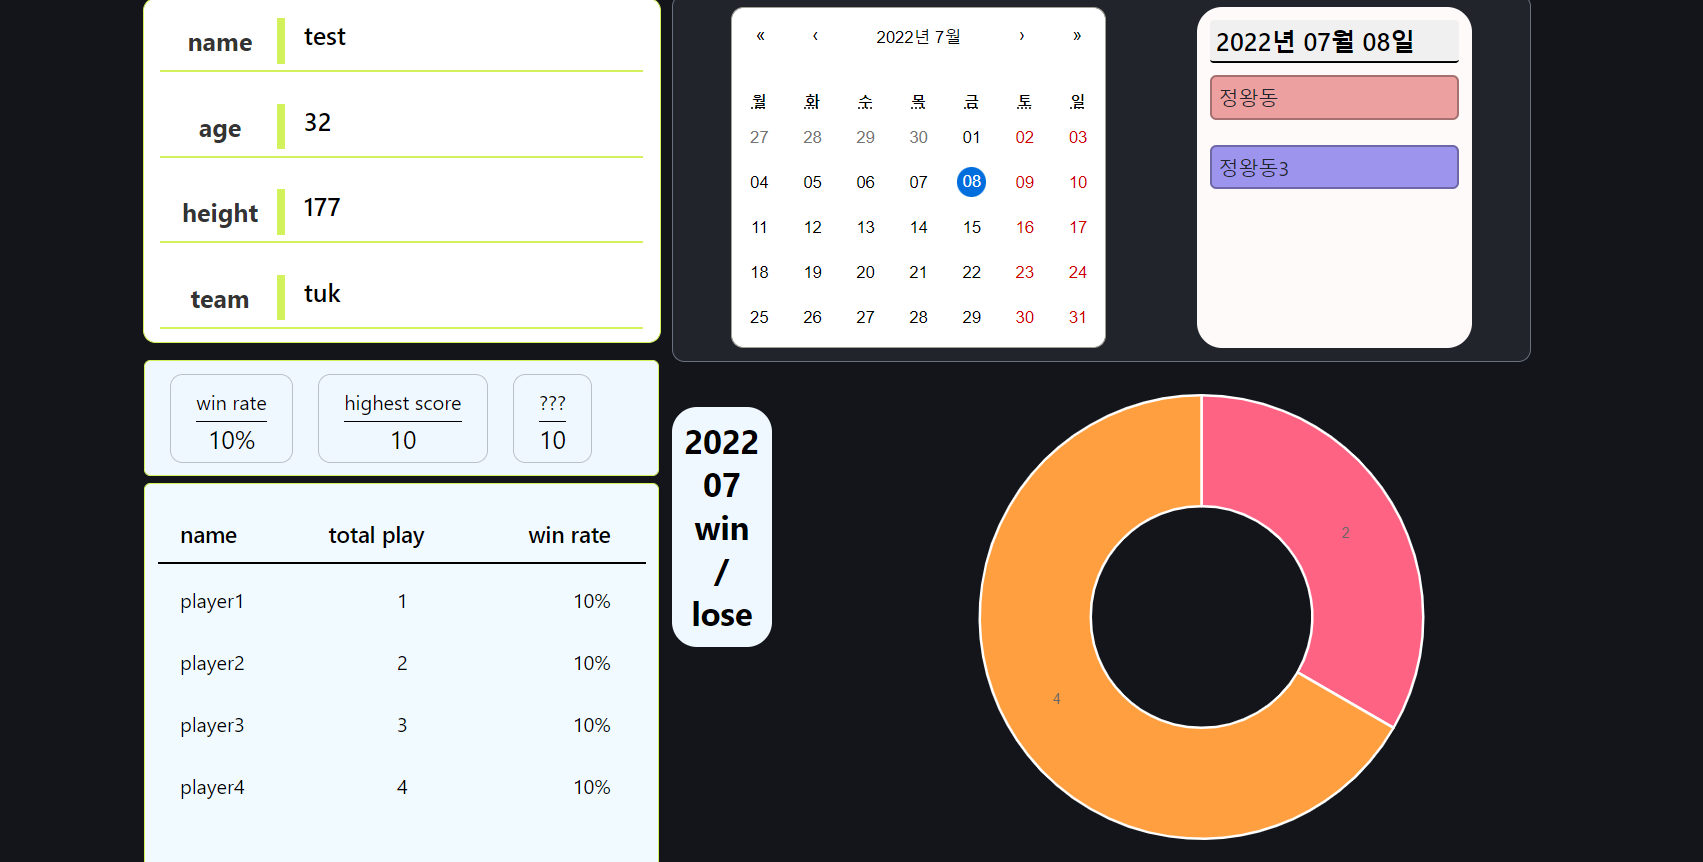 name test
age 32
height 177
team tuk
win rate highest score ???
10% 10 10
name total play win rate
player1 1 10%
player2 2 10%
player3 3 10%
player4 4 10%
« ‹ 2022년 7월 › »
월 화 수 목 금 토 일
27 28 29 30 01 02 03
04 05 06 07 08 09 10
11 12 13 14 15 16 17
18 19 20 21 22 23 24
25 26 27 28 29 30 31
2022년 07월 08일
정왕동
정왕동3
2022
07
win
/
lose
2
4